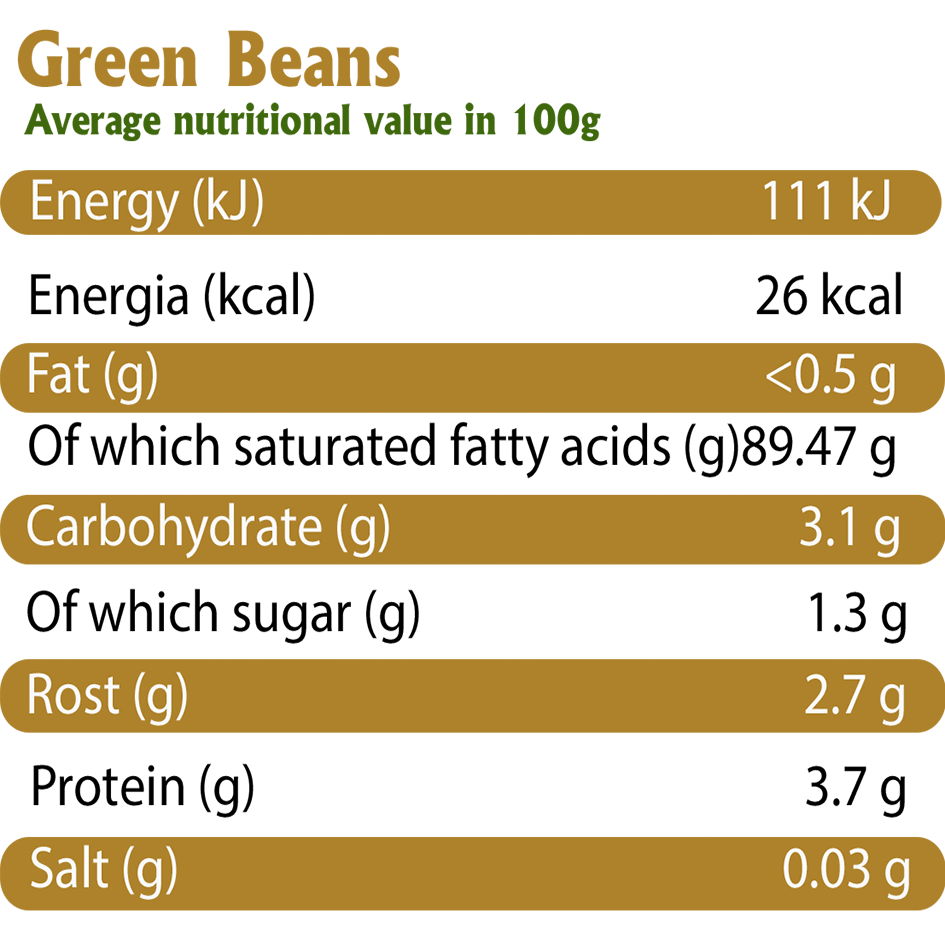 Green Beans
Average nutritional value in 100g
Energy (kJ) 111 kJ
Energia (kcal) 26 kcal
Fat (g) <0.5 g
Of which saturated fatty acids (g)89.47 g
Carbohydrate (g) 3.1 g
Of which sugar (g) 1.3 g
Rost (g) 2.7 g
Protein (g) 3.7 g
Salt (g) 0.03 g